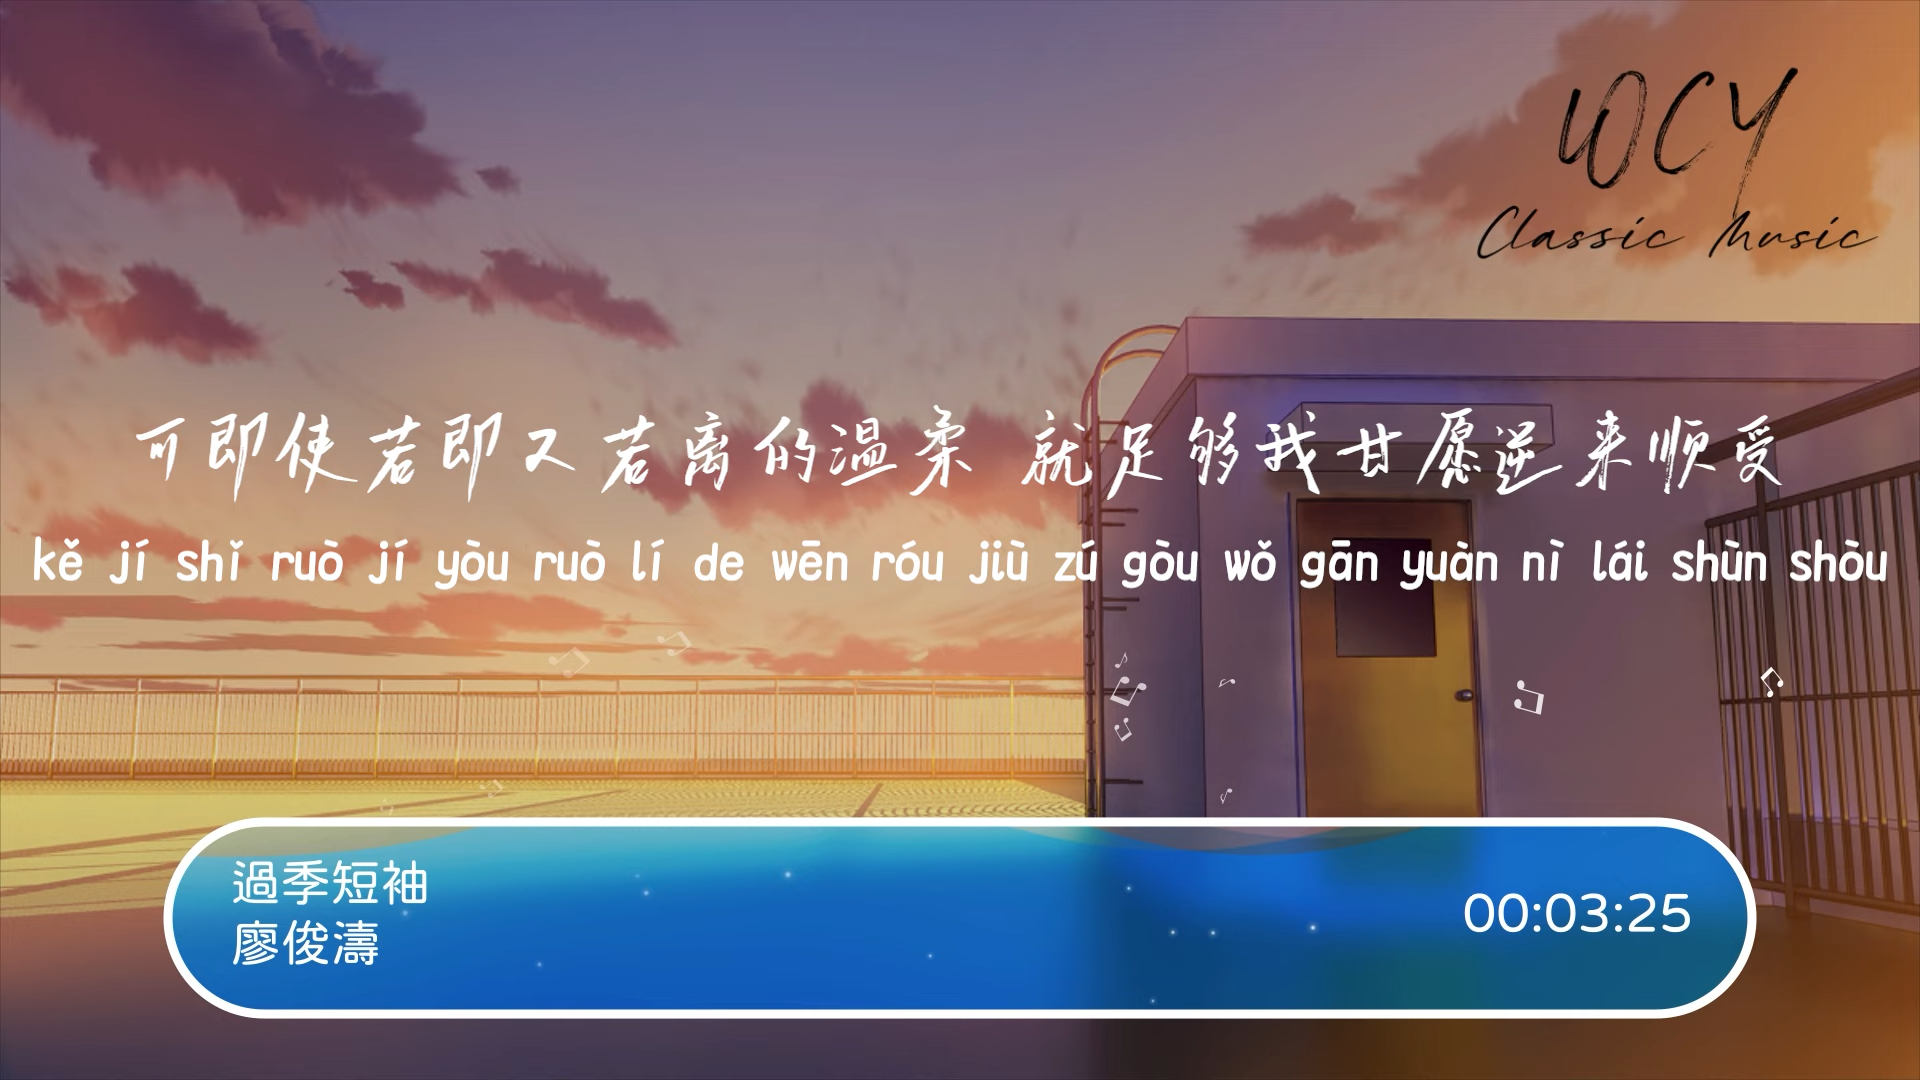 WCY
Classic Music
可即使若即又若离的温柔 就足够我甘愿逆来顺受
kě jí shǐ ruò jí yòu ruò lí de wēn róu jiù zú gòu wǒ gān yuàn nì lái shùn shòu
過季短袖
廖俊濤
00:03:25